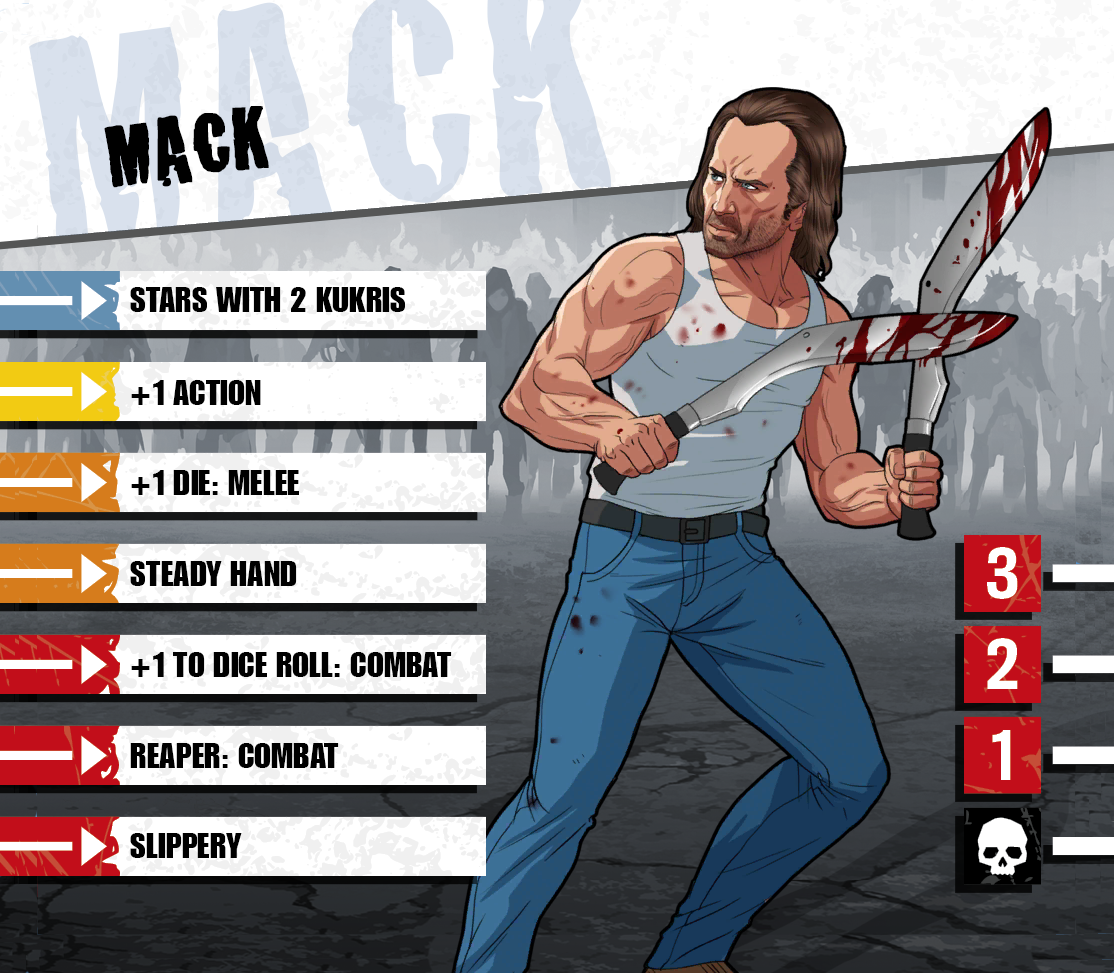 MACK
MACK
STARS WITH 2 KUKRIS
+1 ACTION
+1 DIE: MELEE
STEADY HAND
+1 TO DICE ROLL: COMBAT
REAPER: COMBAT
SLIPPERY
3
2
1